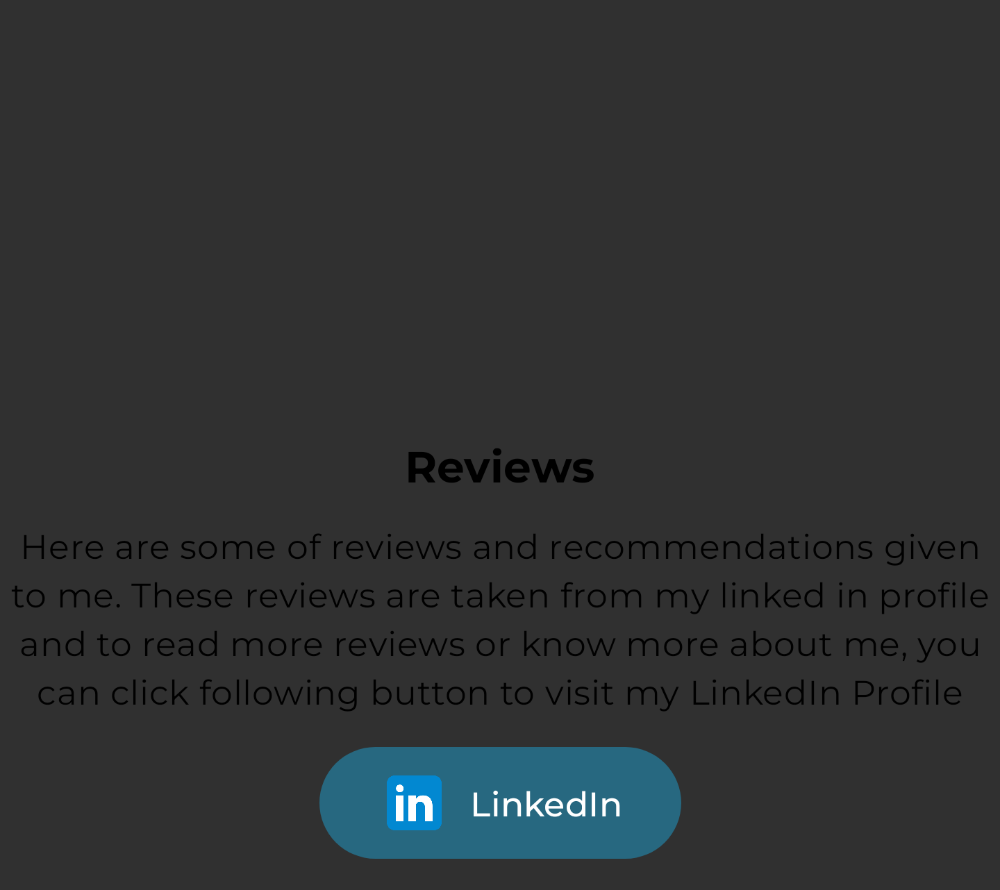 Reviews
Here are some of reviews and recommendations given
to me. These reviews are taken from my linked in profile
and to read more reviews or know more about me, you
can click following button to visit my LinkedIn Profile
in LinkedIn